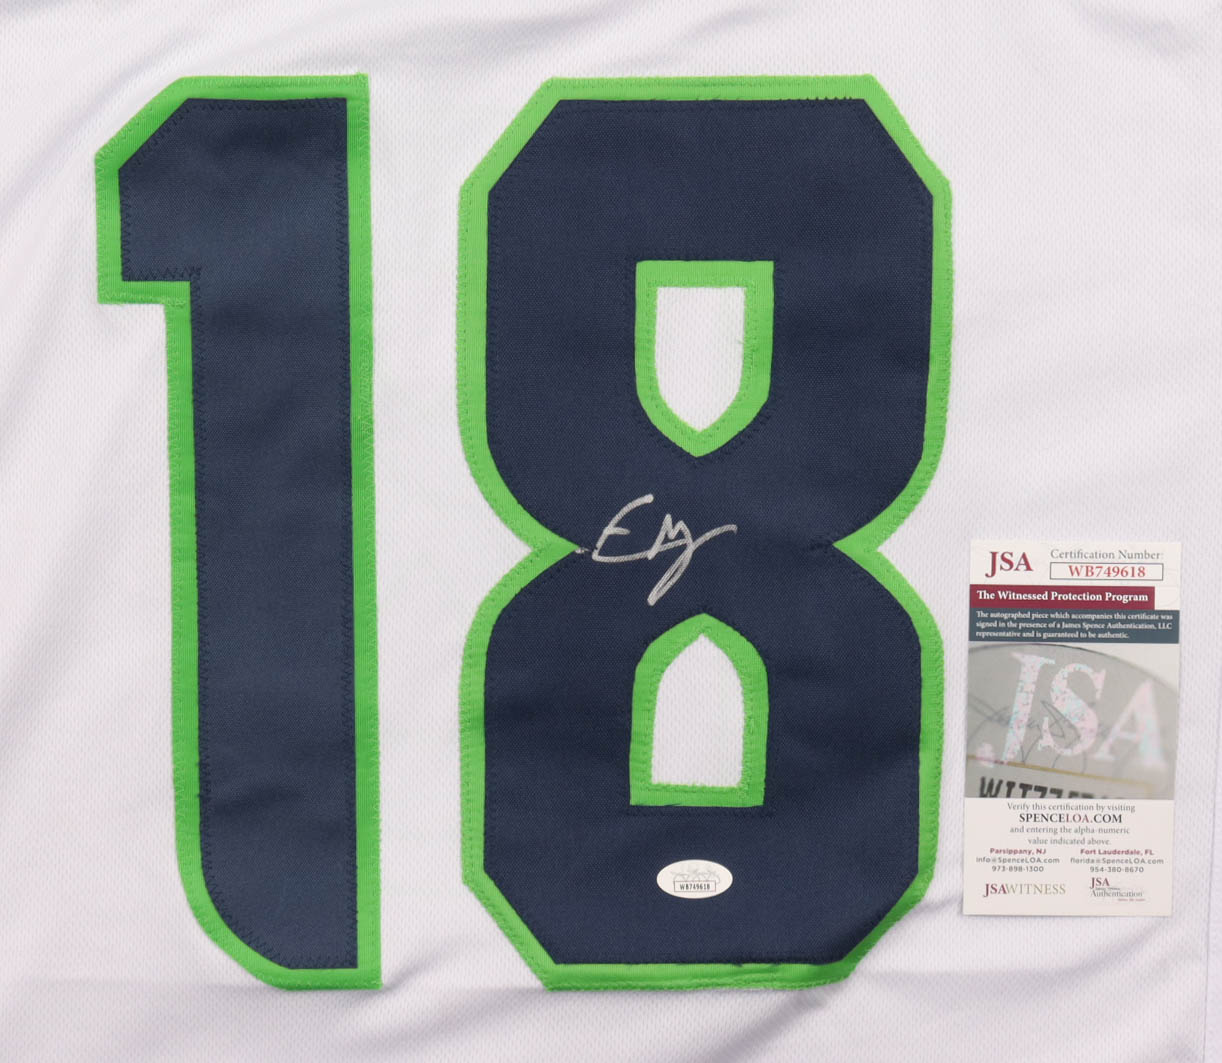 18
JSA
Certification Number:
WB749618
The Witnessed Protection Program
The autographed piece which accompanies this certificate was
signed in the presence of a James Spence Authentication, LLC
representative and is guaranteed to be authentic.
JSA
Verify this certification by visiting
SPENCELOA.COM
and entering the alpha-numeric
value indicated above.
Parsippany, NJ Fort Lauderdale, FL
info@SpenceLOA.com florida@SpenceLOA.com
973-898-1300 954-380-8670
JSAWITNESS
JSA
Authentication
WB749618